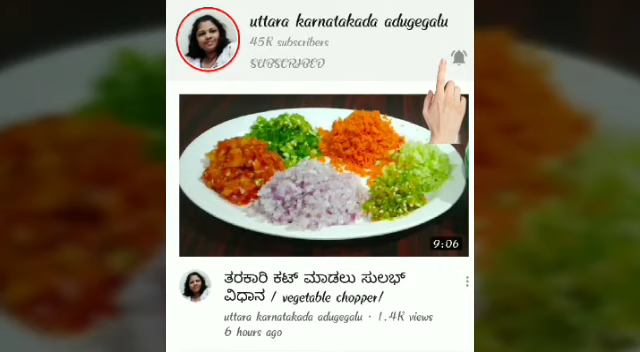 uttara karnatakada adugegalu
45K subscribers
SUBSCRIBED
9:06
ತರಕಾರಿ ಕಟ್ ಮಾಡಲು ಸುಲಭ್
ವಿಧಾನ / vegetable chopper/
uttara karnatakada adugegalu · 1.4K views
6 hours ago